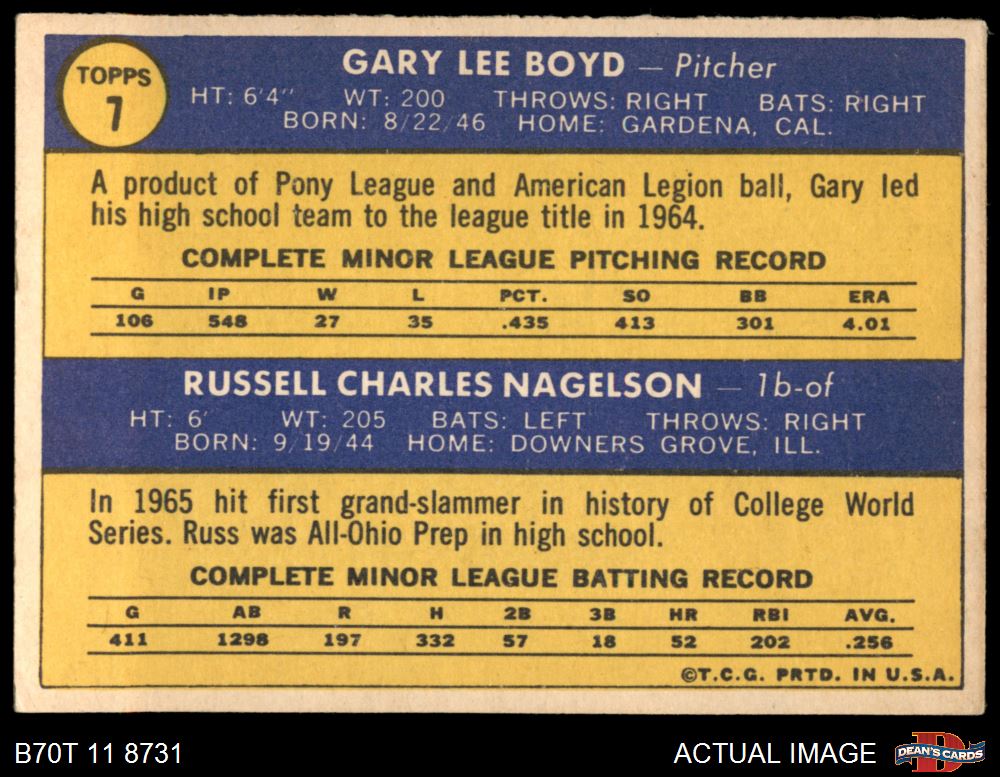 TOPPS
7
GARY LEE BOYD — Pitcher
HT: 6'4" WT: 200 THROWS: RIGHT BATS: RIGHT
BORN: 8/22/46 HOME: GARDENA, CAL.
A product of Pony League and American Legion ball, Gary led
his high school team to the league title in 1964.
COMPLETE MINOR LEAGUE PITCHING RECORD
G IP W L PCT. SO BB ERA
106 548 27 35 .435 413 301 4.01
RUSSELL CHARLES NAGELSON — 1b-of
HT: 6' WT: 205 BATS: LEFT THROWS: RIGHT
BORN: 9/19/44 HOME: DOWNERS GROVE, ILL.
In 1965 hit first grand-slammer in history of College World
Series. Russ was All-Ohio Prep in high school.
COMPLETE MINOR LEAGUE BATTING RECORD
G AB R H 2B 3B HR RBI AVG.
411 1298 197 332 57 18 52 202 .256
©T.C.G. PRTD. IN U.S.A.
B70T 11 8731
ACTUAL IMAGE
DEAN'S CARDS